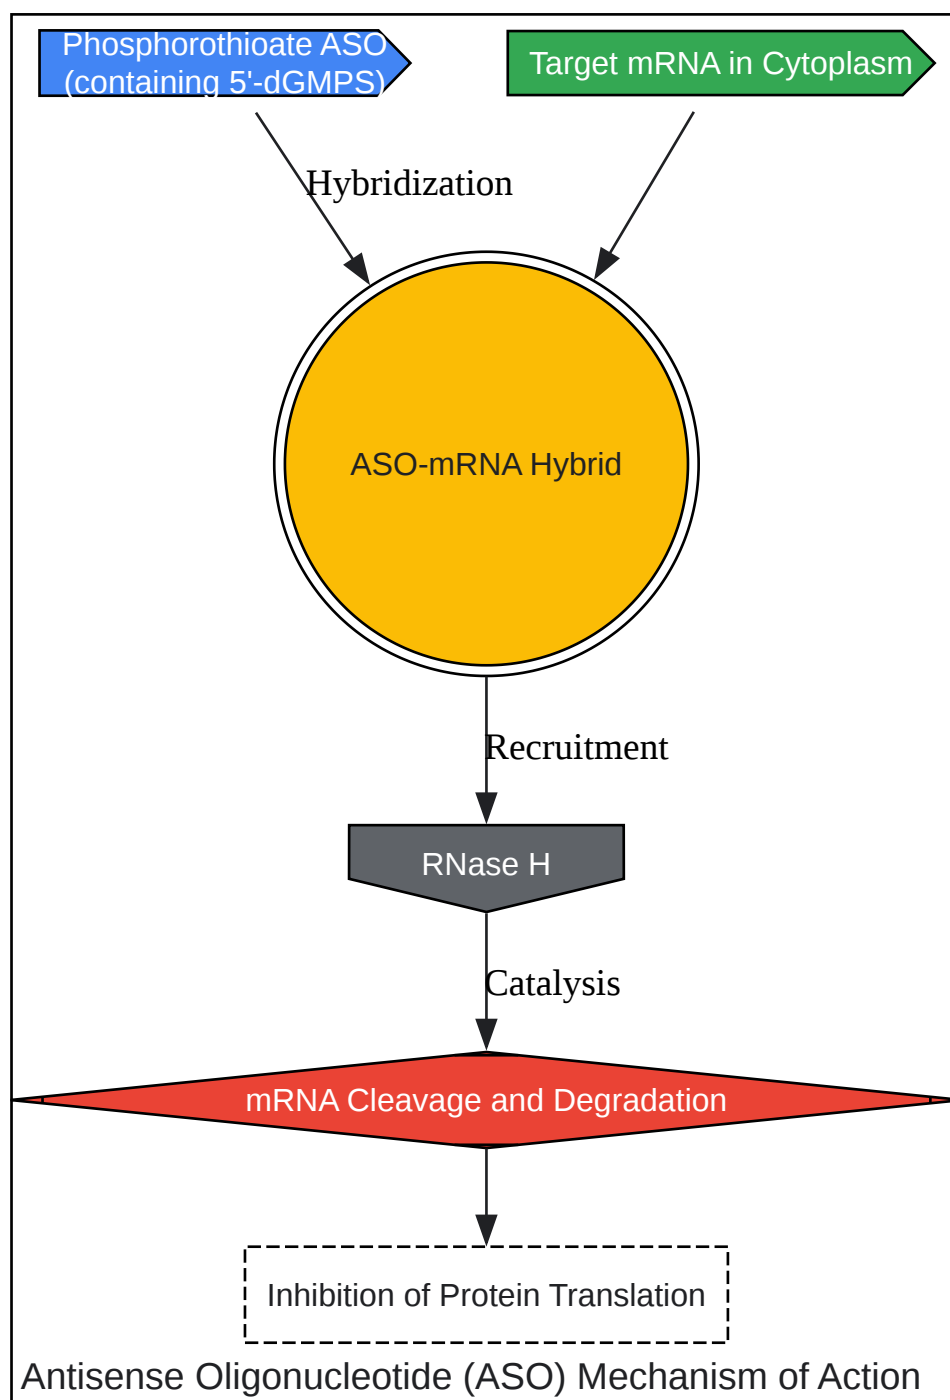 Phosphorothioate ASO
(containing 5'-dGMPS)
Target mRNA in Cytoplasm
Hybridization
ASO-mRNA Hybrid
Recruitment
RNase H
Catalysis
mRNA Cleavage and Degradation
Inhibition of Protein Translation
Antisense Oligonucleotide (ASO) Mechanism of Action